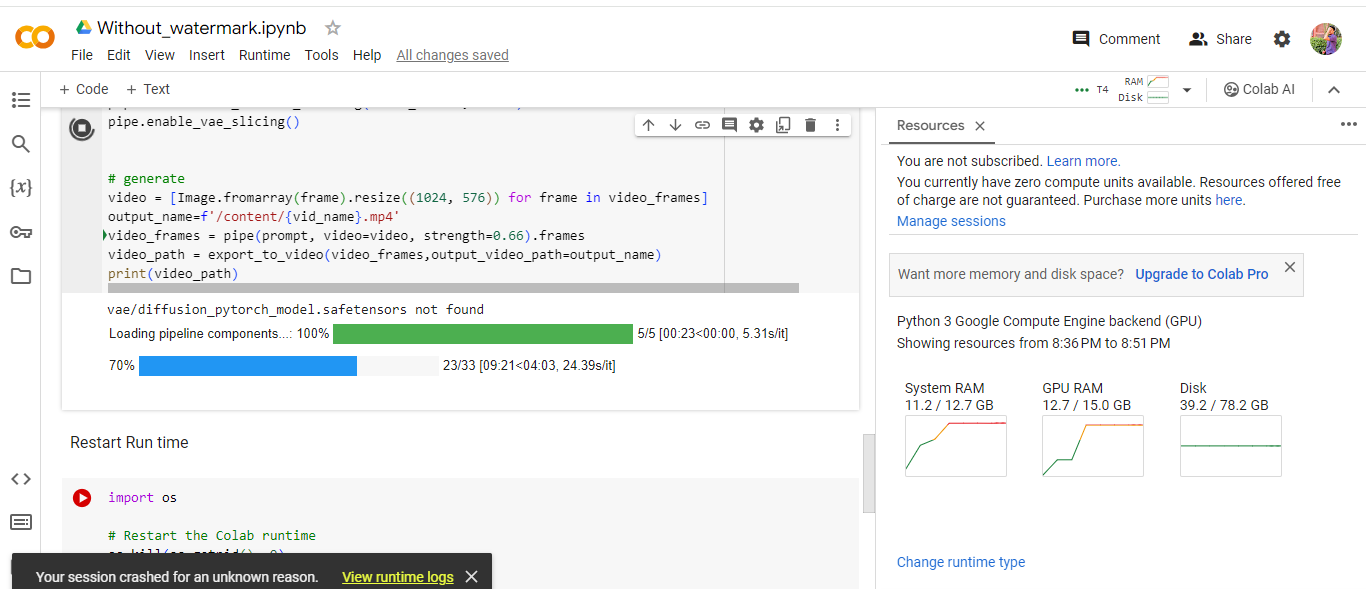 Without_watermark.ipynb
File Edit View Insert Runtime Tools Help All changes saved
Comment Share
+ Code + Text
T4 RAM Disk Colab AI
pipe.enable_vae_slicing()
# generate
video = [Image.fromarray(frame).resize((1024, 576)) for frame in video_frames]
output_name=f'/content/{vid_name}.mp4'
video_frames = pipe(prompt, video=video, strength=0.66).frames
video_path = export_to_video(video_frames,output_video_path=output_name)
print(video_path)
vae/diffusion_pytorch_model.safetensors not found
Loading pipeline components...: 100% 5/5 [00:23<00:00, 5.31s/it]
70% 23/33 [09:21<04:03, 24.39s/it]
Restart Run time
import os
# Restart the Colab runtime
Your session crashed for an unknown reason. View runtime logs
Resources
You are not subscribed. Learn more.
You currently have zero compute units available. Resources offered free
of charge are not guaranteed. Purchase more units here.
Manage sessions
Want more memory and disk space? Upgrade to Colab Pro
Python 3 Google Compute Engine backend (GPU)
Showing resources from 8:36 PM to 8:51 PM
System RAM GPU RAM Disk
11.2 / 12.7 GB 12.7 / 15.0 GB 39.2 / 78.2 GB
Change runtime type